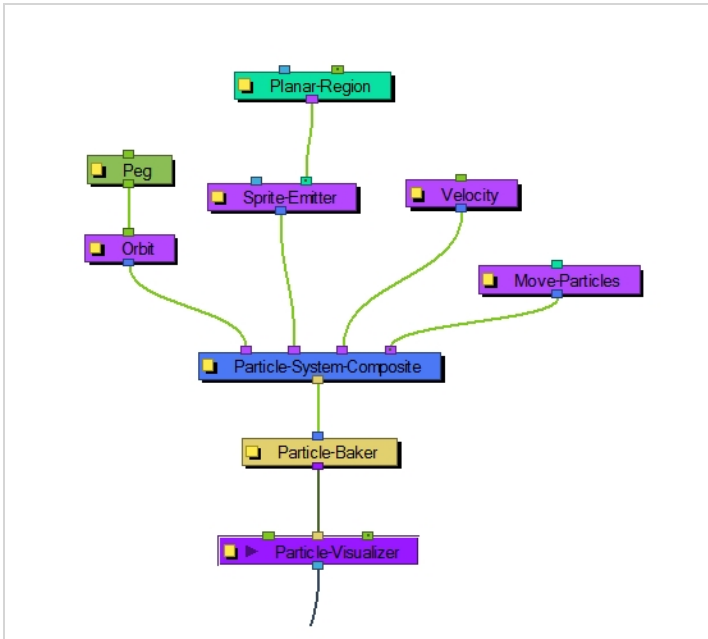 Planar-Region
Peg
Sprite-Emitter
Velocity
Orbit
Move-Particles
Particle-System-Composite
Particle-Baker
Particle-Visualizer